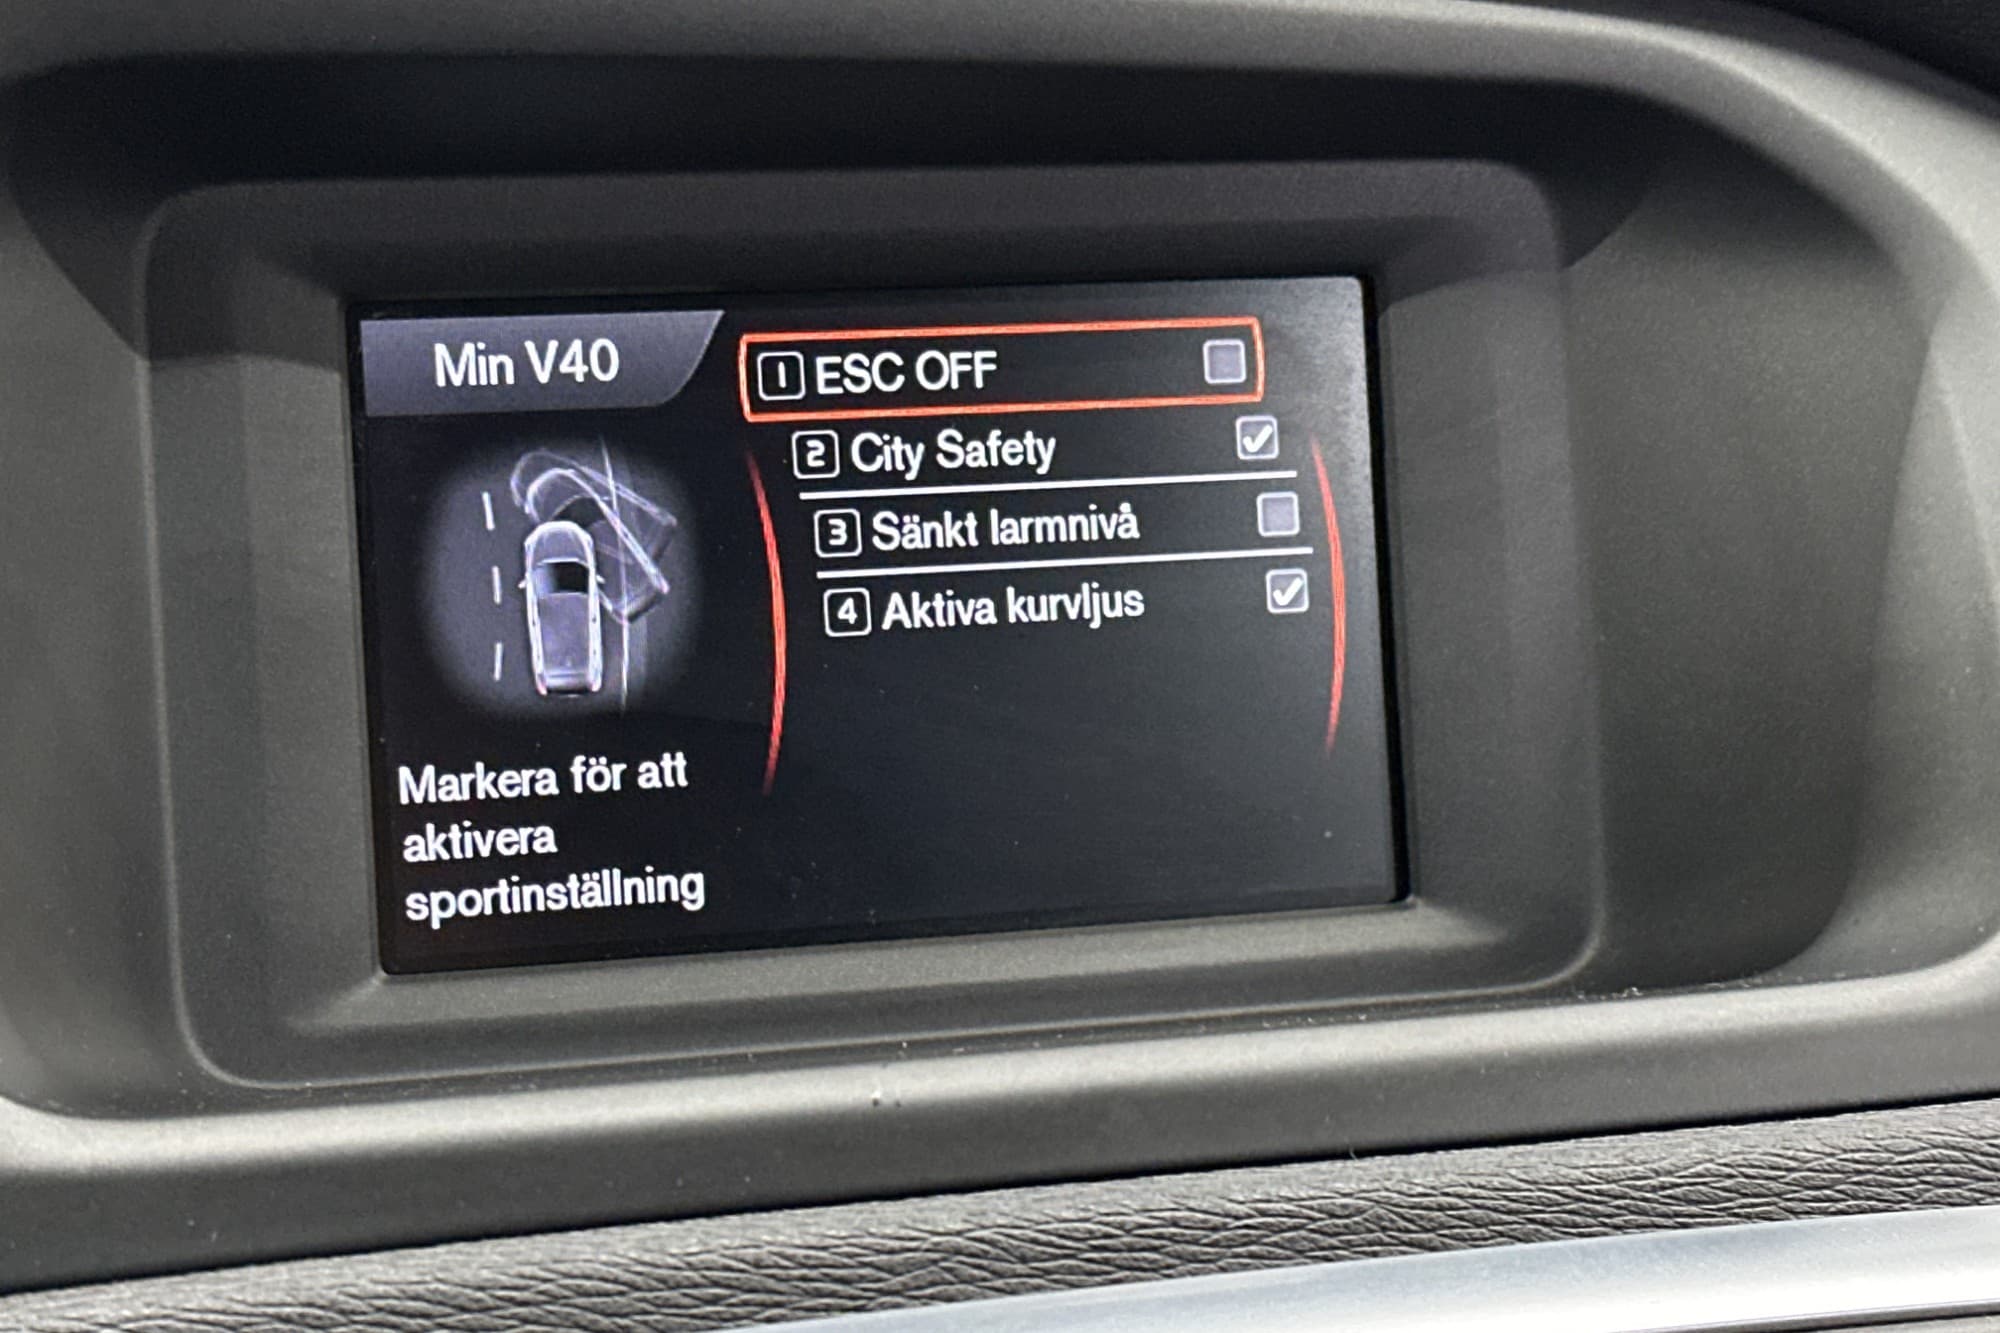 Min V40
1 ESC OFF
2 City Safety
3 Sänkt larmnivå
4 Aktiva kurvljus
Markera för att
aktivera
sportinställning